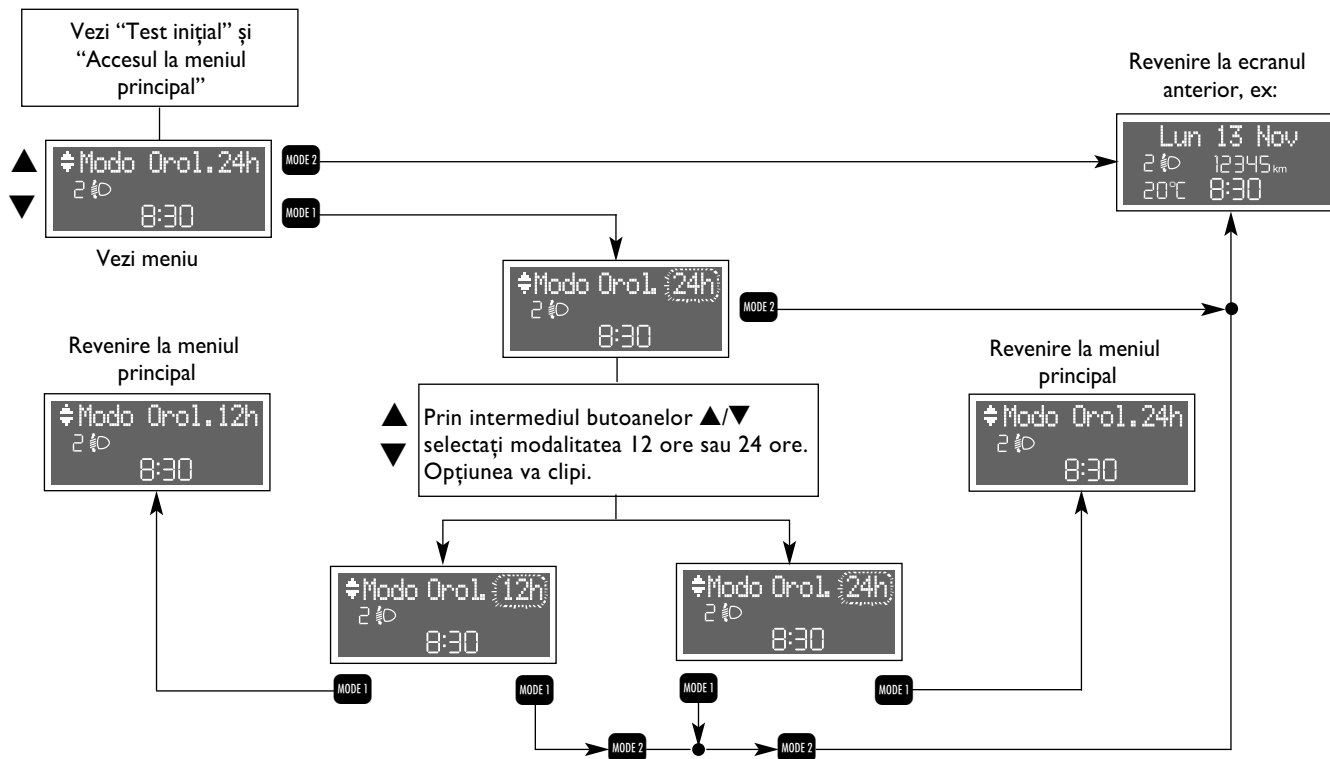 Vezi “Test inițial” și
“Accesul la meniul
principal”
Revenire la ecranul
anterior, ex:
Modo Orol.24h
2
8:30
MODE 2
MODE 1
Lun 13 Nov
2 12345 km
20°C 8:30
Vezi meniu
Modo Orol. 24h
2
8:30
MODE 2
Revenire la meniul
principal
Modo Orol.12h
2
8:30
Prin intermediul butoanelor ▲/▼
selectați modalitatea 12 ore sau 24 ore.
Opțiunea va clipi.
Revenire la meniul
principal
Modo Orol.24h
2
8:30
Modo Orol. 12h
2
8:30
Modo Orol. 24h
2
8:30
MODE 1
MODE 1
MODE 1
MODE 1
MODE 2
MODE 2